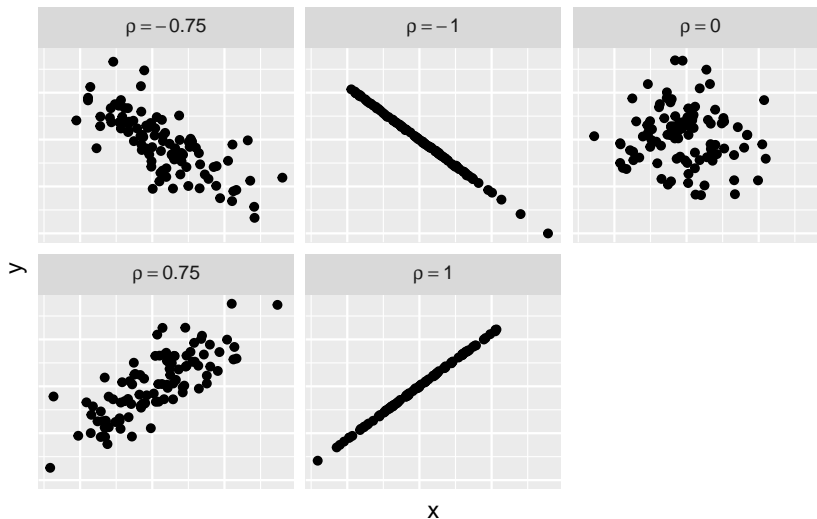 ρ = −0.75
ρ = −1
ρ = 0
y
ρ = 0.75
ρ = 1
x